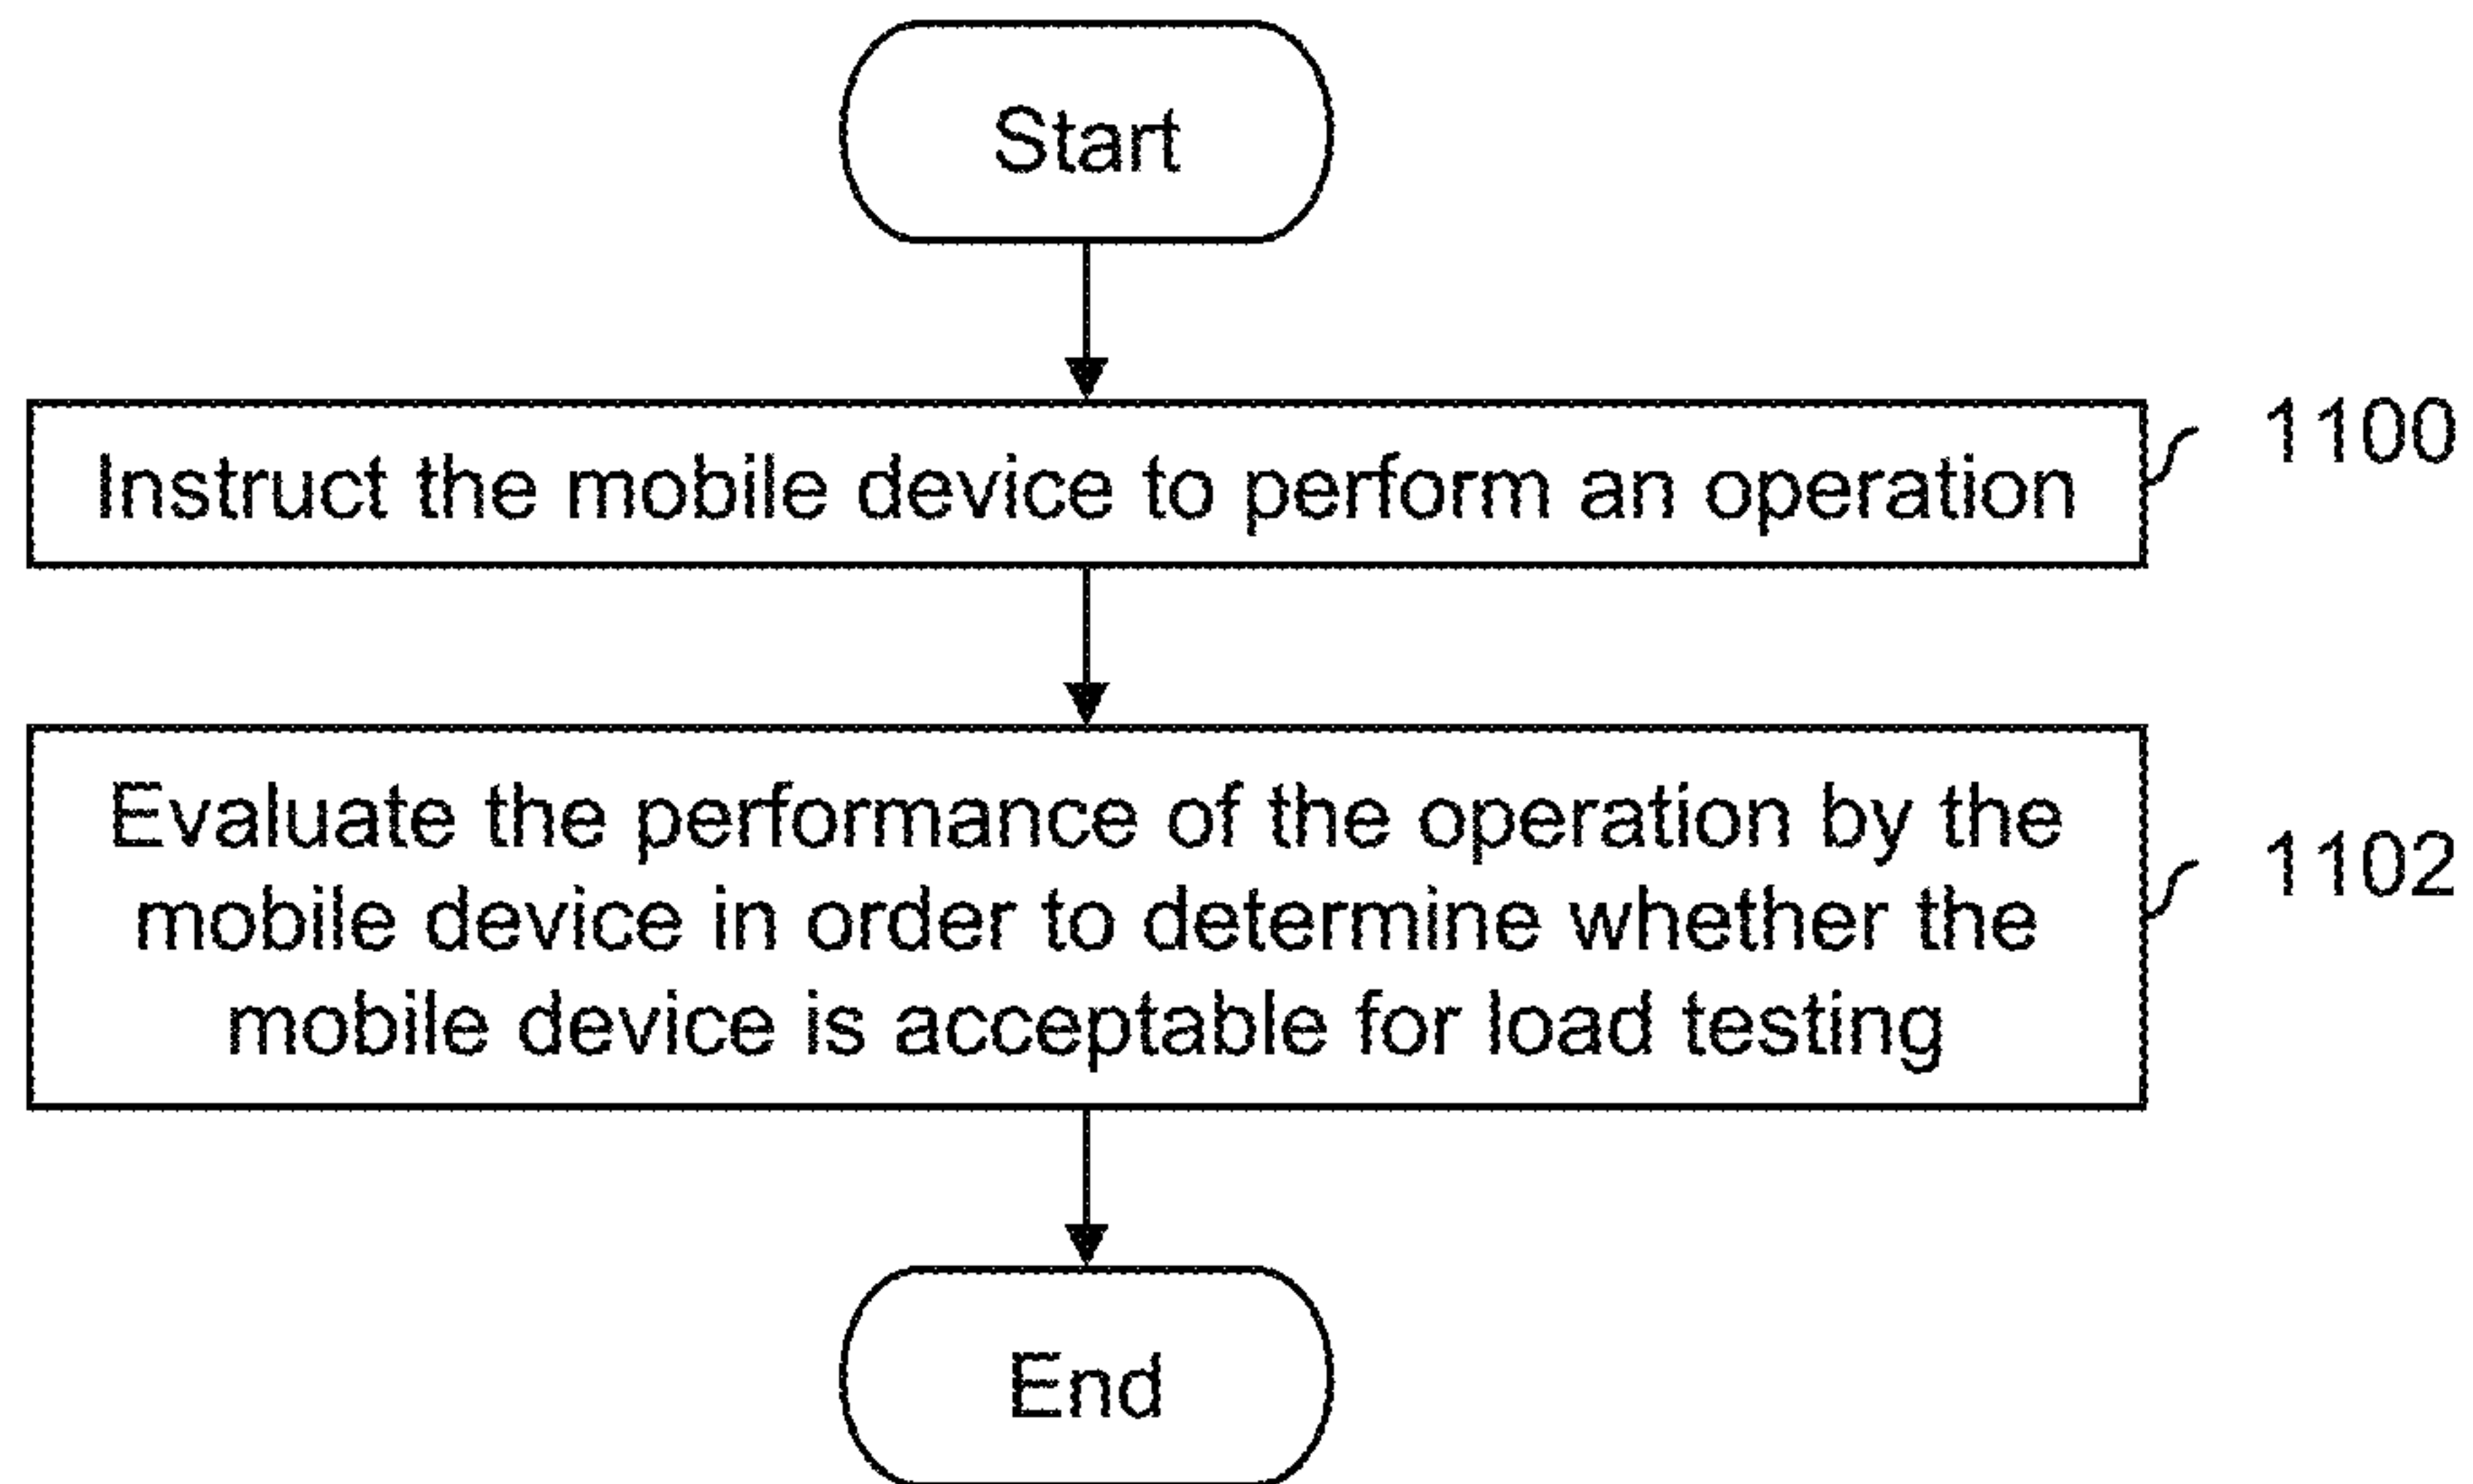 Start
Instruct the mobile device to perform an operation
1100
Evaluate the performance of the operation by the
mobile device in order to determine whether the
mobile device is acceptable for load testing
1102
End